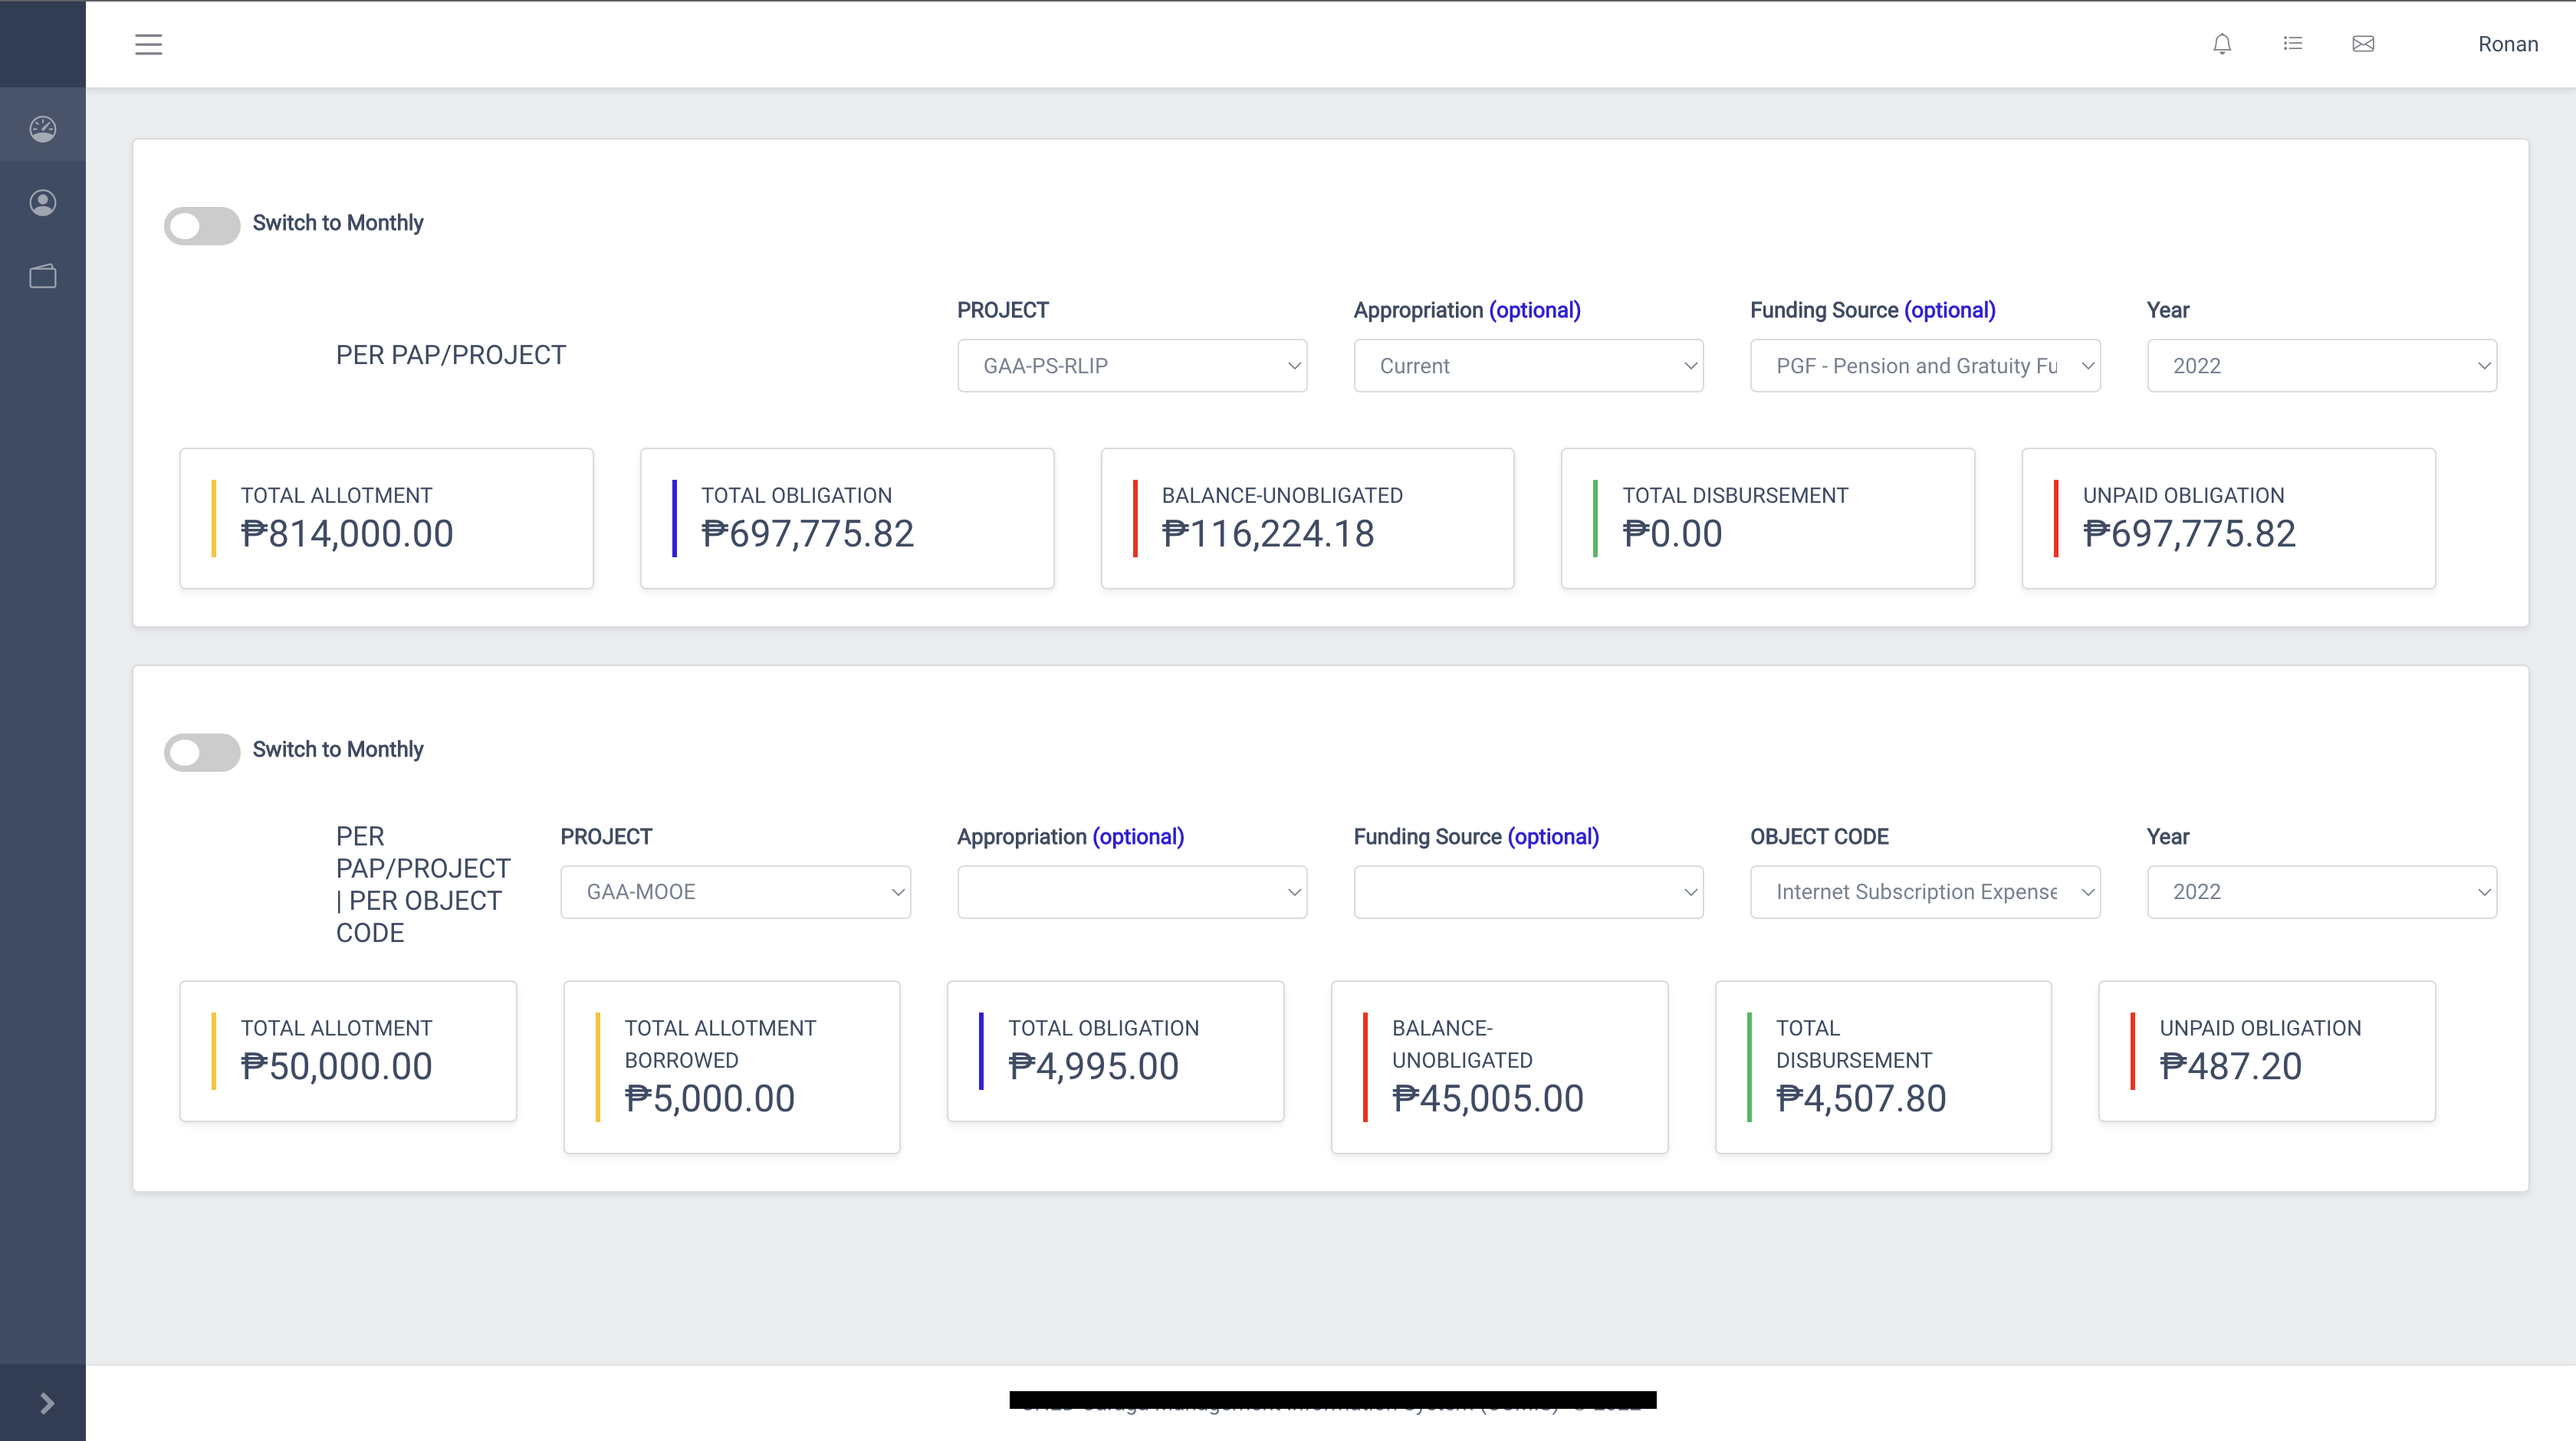 Ronan
Switch to Monthly
PER PAP/PROJECT
PROJECT
GAA-PS-RLIP
Appropriation (optional)
Current
Funding Source (optional)
PGF - Pension and Gratuity Fu
Year
2022
TOTAL ALLOTMENT
₱814,000.00
TOTAL OBLIGATION
₱697,775.82
BALANCE-UNOBLIGATED
₱116,224.18
TOTAL DISBURSEMENT
₱0.00
UNPAID OBLIGATION
₱697,775.82
Switch to Monthly
PER
PAP/PROJECT
| PER OBJECT
CODE
PROJECT
GAA-MOOE
Appropriation (optional)
Funding Source (optional)
OBJECT CODE
Internet Subscription Expense
Year
2022
TOTAL ALLOTMENT
₱50,000.00
TOTAL ALLOTMENT
BORROWED
₱5,000.00
TOTAL OBLIGATION
₱4,995.00
BALANCE-
UNOBLIGATED
₱45,005.00
TOTAL
DISBURSEMENT
₱4,507.80
UNPAID OBLIGATION
₱487.20